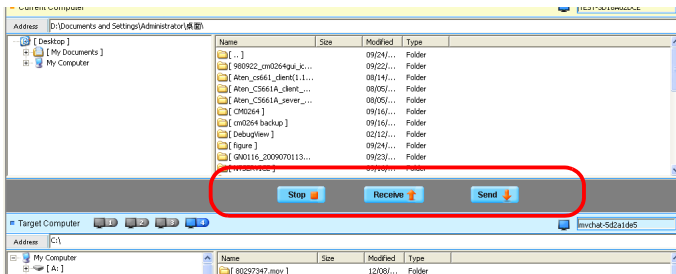 Current Computer
Address D:\Documents and Settings\Administrator\桌面\
[ Desktop ]
[ My Documents ]
My Computer
Name Size Modified Type
[ .. ] 09/24/... Folder
[ 980922_cm0264gui_ic... 09/22/... Folder
[ Aten_cs661_client(1.1... 08/14/... Folder
[ Aten_CS661A_client_... 08/05/... Folder
[ Aten_CS661A_sever_... 08/05/... Folder
[ CM0264 ] 09/16/... Folder
[ cm0264 backup ] 09/16/... Folder
[ DebugView ] 02/12/... Folder
[ figure ] 09/24/... Folder
[ GN0116_2009070113... 09/23/... Folder
Folder
Stop Receive Send
Target Computer 1 2 3 4 mvchat-5d2a1de5
Address C:\
My Computer
[ A: ]
Name Size Modified Type
[ 80297347.mov ] 12/08/... Folder